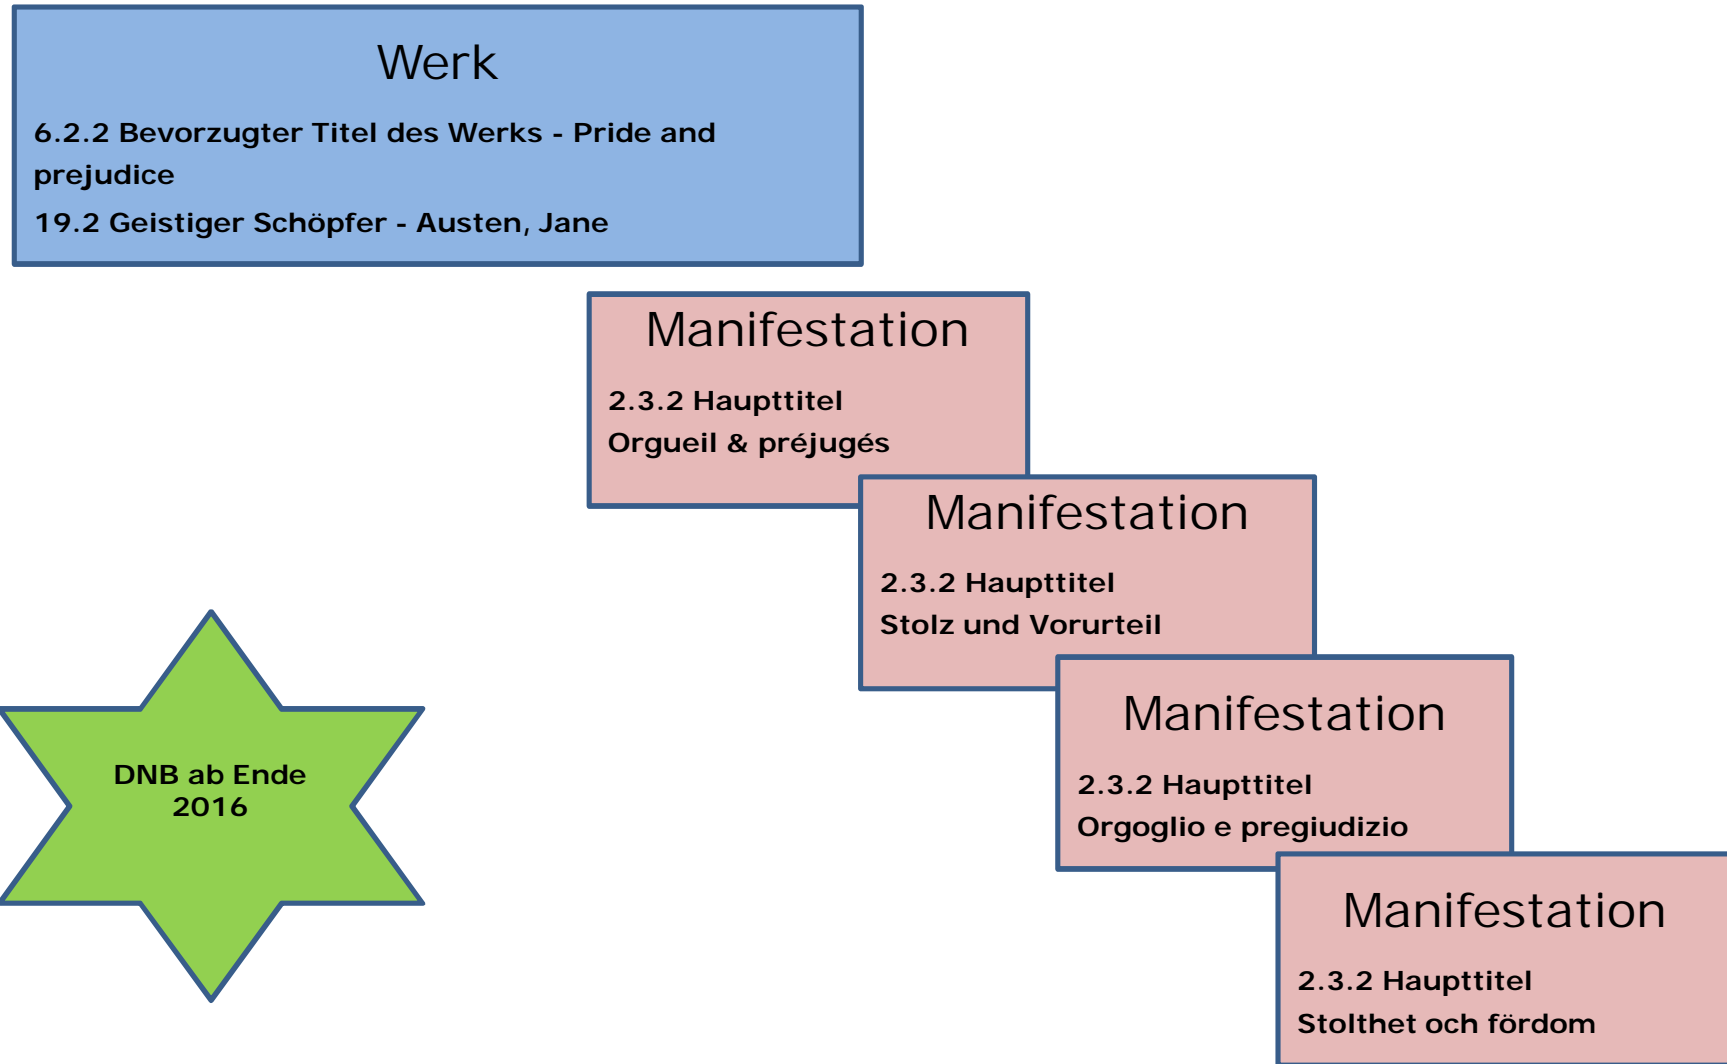 Werk
6.2.2 Bevorzugter Titel des Werks - Pride and
prejudice
19.2 Geistiger Schöpfer - Austen, Jane
Manifestation
2.3.2 Haupttitel
Orgueil & préjugés
Manifestation
2.3.2 Haupttitel
Stolz und Vorurteil
Manifestation
2.3.2 Haupttitel
Orgoglio e pregiudizio
Manifestation
2.3.2 Haupttitel
Stolthet och fördom
DNB ab Ende
2016